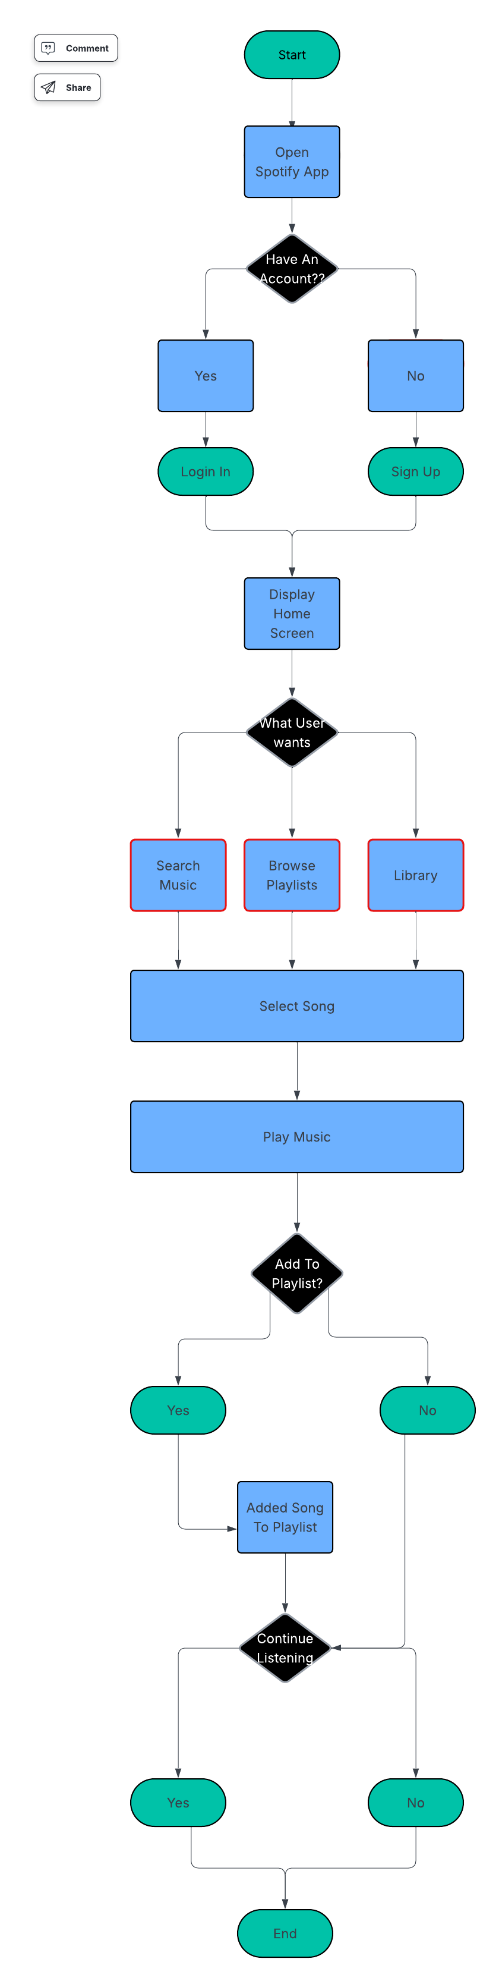 Comment
Share
Start
Open
Spotify App
Have An
Account??
Yes
No
Login In
Sign Up
Display
Home
Screen
What User
wants
Search
Music
Browse
Playlists
Library
Select Song
Play Music
Add To
Playlist?
Yes
No
Added Song
To Playlist
Continue
Listening
Yes
No
End